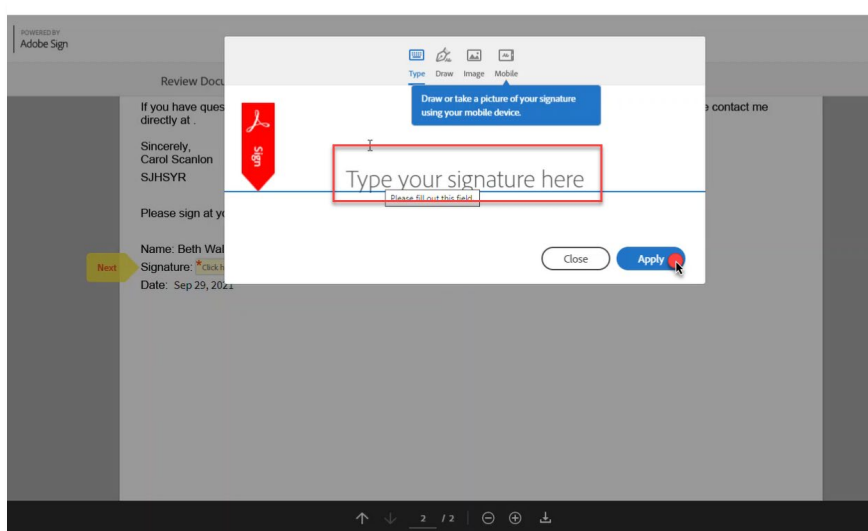 POWERED BY
Adobe Sign
Type Draw Image Mobile
Draw or take a picture of your signature
using your mobile device.
Review Docu
If you have ques
e contact me
directly at .
Sign
Sincerely,
Carol Scanlon
SJHSYR
Type your signature here
Please fill out this field.
Please sign at yo
Name: Beth Wal
Close Apply
Next
Signature: *Click h
Date: Sep 29, 2021
2 / 2